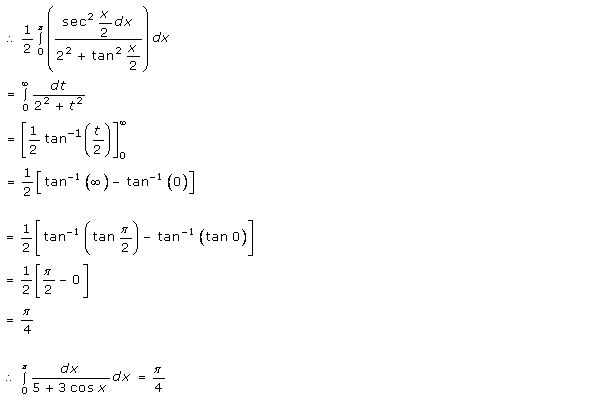 ∴ 1/2 ∫₀^π ( sec² x/2 dx / 2² + tan² x/2 ) dx
= ∫₀^∞ dt / 2² + t²
= [ 1/2 tan⁻¹ ( t/2 ) ]₀^∞
= 1/2 [ tan⁻¹ (∞) – tan⁻¹ (0) ]
= 1/2 [ tan⁻¹ ( tan π/2 ) – tan⁻¹ (tan 0) ]
= 1/2 [ π/2 – 0 ]
= π/4
∴ ∫₀^π dx / 5 + 3 cos x dx = π/4